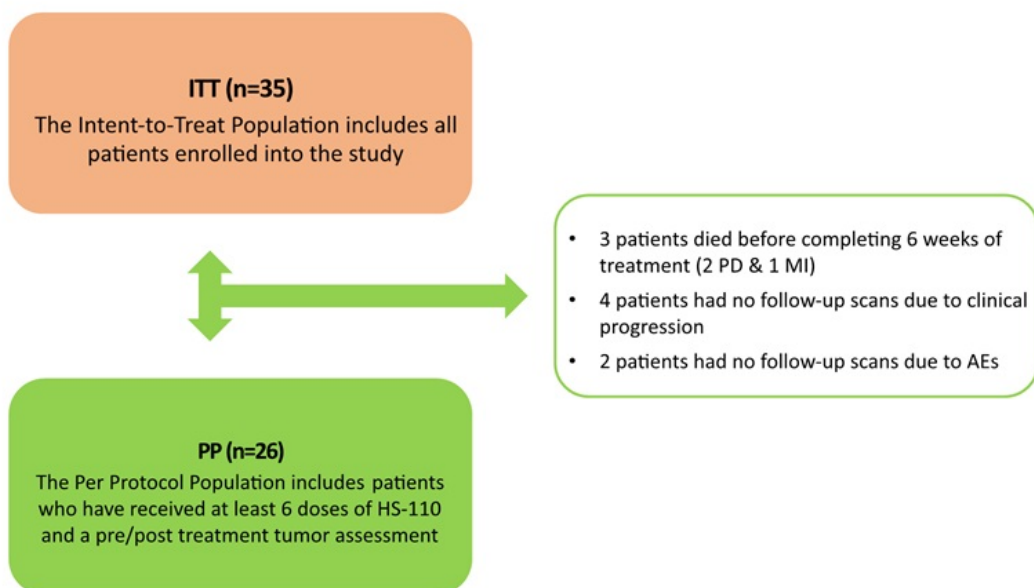 ITT (n=35)
The Intent-to-Treat Population includes all
patients enrolled into the study
• 3 patients died before completing 6 weeks of
treatment (2 PD & 1 MI)
• 4 patients had no follow-up scans due to clinical
progression
• 2 patients had no follow-up scans due to AEs
PP (n=26)
The Per Protocol Population includes patients
who have received at least 6 doses of HS-110
and a pre/post treatment tumor assessment